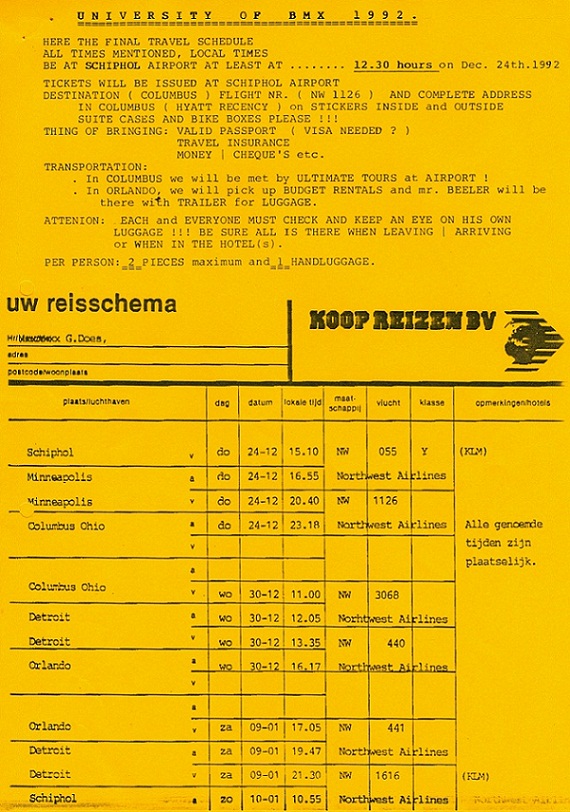 UNIVERSITY OF BMX 1992.
HERE THE FINAL TRAVEL SCHEDULE
ALL TIMES MENTIONED, LOCAL TIMES
BE AT SCHIPHOL AIRPORT AT LEAST AT ........ 12.30 hours on Dec. 24th.1992
TICKETS WILL BE ISSUED AT SCHIPHOL AIRPORT
DESTINATION ( COLUMBUS ) FLIGHT NR. ( NW 1126 ) AND COMPLETE ADDRESS
IN COLUMBUS ( HYATT RECENCY ) on STICKERS INSIDE and OUTSIDE
SUITE CASES AND BIKE BOXES PLEASE !!!
THING OF BRINGING: VALID PASSPORT ( VISA NEEDED ? )
TRAVEL INSURANCE
MONEY | CHEQUE'S etc.
TRANSPORTATION:
. In COLUMBUS we will be met by ULTIMATE TOURS at AIRPORT !
. In ORLANDO, we will pick up BUDGET RENTALS and mr. BEELER will be
there with TRAILER for LUGGAGE.
ATTENION: EACH and EVERYONE MUST CHECK AND KEEP AN EYE ON HIS OWN
LUGGAGE !!! BE SURE ALL IS THERE WHEN LEAVING | ARRIVING
or WHEN IN THE HOTEL(s).
PER PERSON: 2 PIECES maximum and 1 HANDLUGGAGE.
uw reisschema
KOOP REIZEN BV
G.Does,
adres
postcode/woonplaats
plaats/luchthaven dag datum lokale tijd maat-schappij vlucht klasse opmerkingen/hotels
Schiphol v do 24-12 15.10 NW 055 Y (KLM)
Minneapolis a do 24-12 16.55 Northwest Airlines
Minneapolis v do 24-12 20.40 NW 1126
Columbus Ohio a do 24-12 23.18 Northwest Airlines Alle genoemde
v tijden zijn
plaatselijk.
a
Columbus Ohio v wo 30-12 11.00 NW 3068
Detroit a wo 30-12 12.05 Norhtwest Airlines
Detroit v wo 30-12 13.35 NW 440
Orlando a wo 30-12 16.17 Northwest Airlines
v
a
Orlando v za 09-01 17.05 NW 441
Detroit a za 09-01 19.47 Northwest Airlines
Detroit v za 09-01 21.30 NW 1616 (KLM)
Schiphol a zo 10-01 10.55 Northwest Airlines